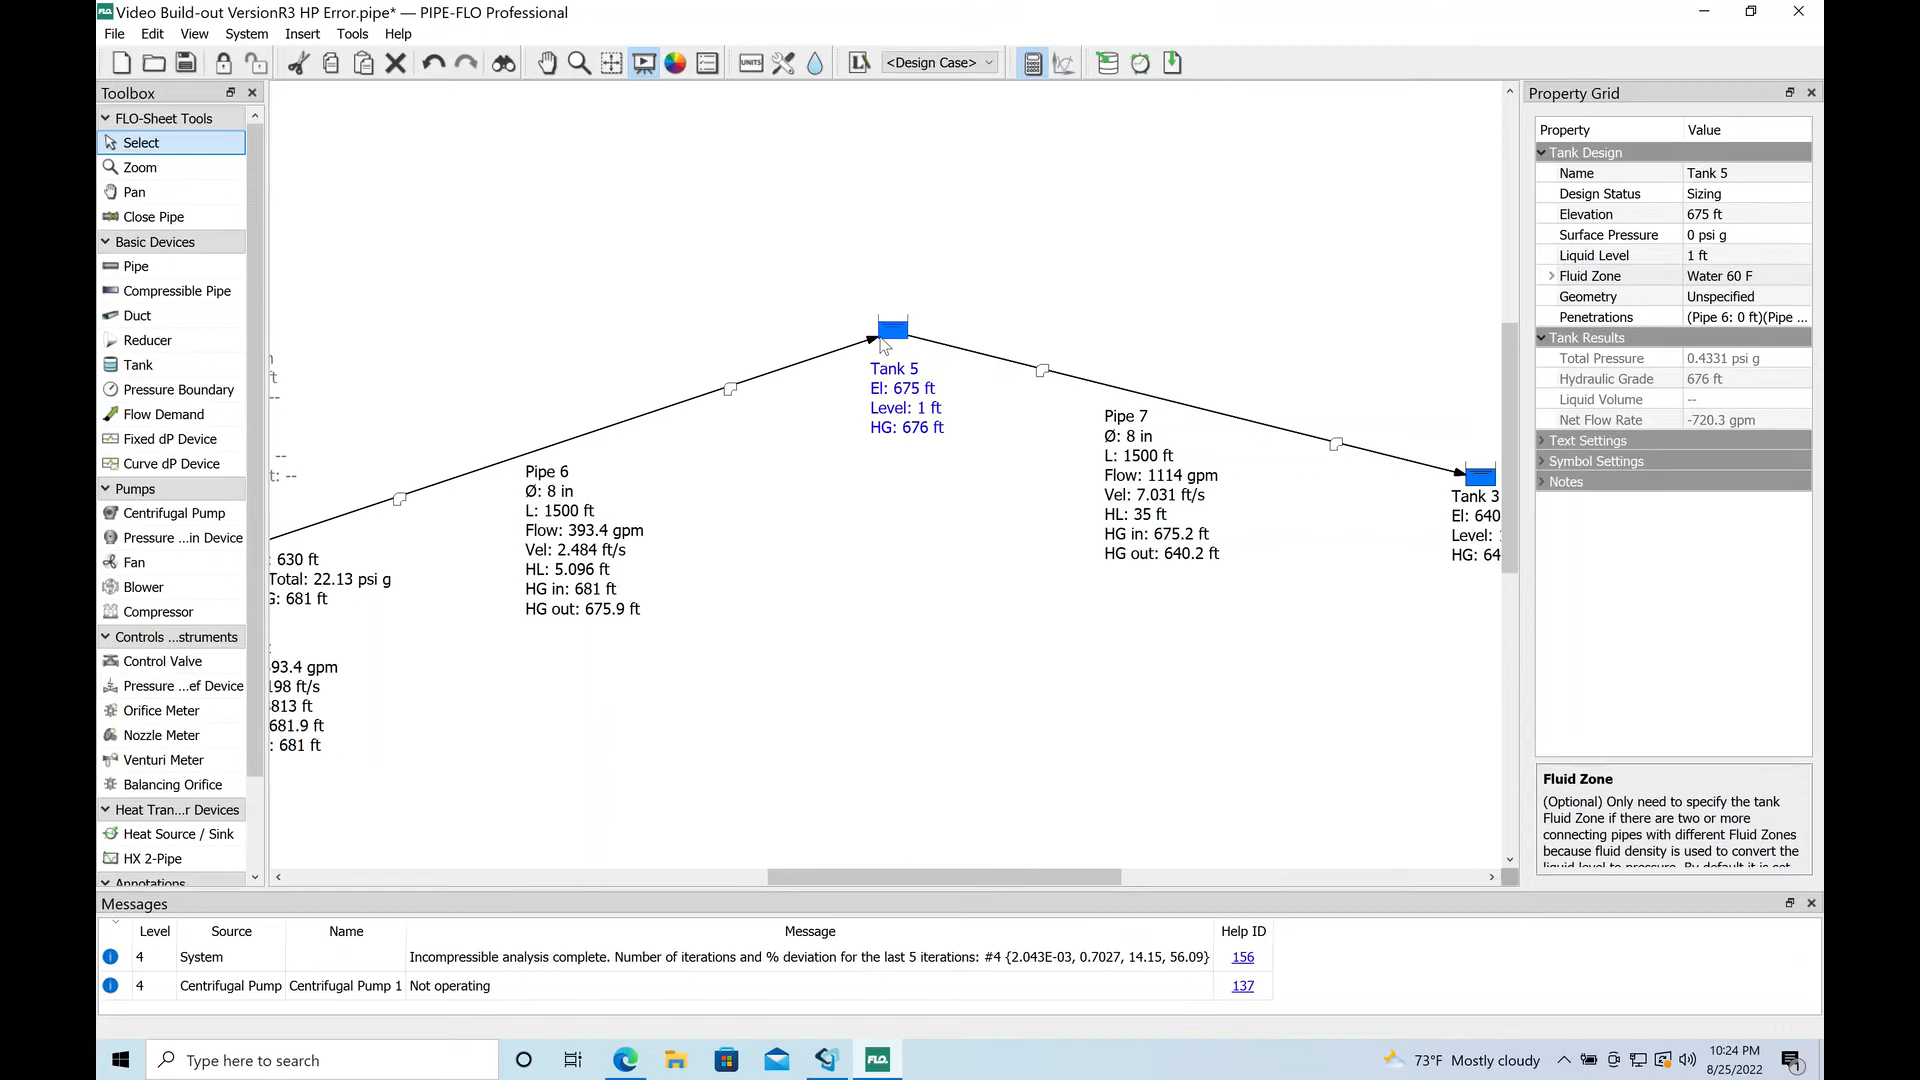 Video Build-out VersionR3 HP Error.pipe* — PIPE-FLO Professional
File Edit View System Insert Tools Help
UNITS <Design Case>
Toolbox
FLO-Sheet Tools
Select
Zoom
Pan
Close Pipe
Basic Devices
Pipe
Compressible Pipe
Duct
Reducer
Tank
Pressure Boundary
Flow Demand
Fixed dP Device
Curve dP Device
Pumps
Centrifugal Pump
Pressure ...in Device
Fan
Blower
Compressor
Controls ...struments
Control Valve
Pressure ...ef Device
Orifice Meter
Nozzle Meter
Venturi Meter
Balancing Orifice
Heat Tran...r Devices
Heat Source / Sink
HX 2-Pipe
Annotations
--
--
t: --
: 630 ft
Total: 22.13 psi g
G: 681 ft
93.4 gpm
198 ft/s
813 ft
681.9 ft
: 681 ft
Pipe 6
Ø: 8 in
L: 1500 ft
Flow: 393.4 gpm
Vel: 2.484 ft/s
HL: 5.096 ft
HG in: 681 ft
HG out: 675.9 ft
Tank 5
El: 675 ft
Level: 1 ft
HG: 676 ft
Pipe 7
Ø: 8 in
L: 1500 ft
Flow: 1114 gpm
Vel: 7.031 ft/s
HL: 35 ft
HG in: 675.2 ft
HG out: 640.2 ft
Tank 3
El: 640
Level:
HG: 64
Property Grid
Property Value
Tank Design
Name Tank 5
Design Status Sizing
Elevation 675 ft
Surface Pressure 0 psi g
Liquid Level 1 ft
Fluid Zone Water 60 F
Geometry Unspecified
Penetrations (Pipe 6: 0 ft)(Pipe ...
Tank Results
Total Pressure 0.4331 psi g
Hydraulic Grade 676 ft
Liquid Volume --
Net Flow Rate -720.3 gpm
Text Settings
Symbol Settings
Notes
Fluid Zone
(Optional) Only need to specify the tank
Fluid Zone if there are two or more
connecting pipes with different Fluid Zones
because fluid density is used to convert the
liquid level to pressure. By default it is set
Messages
Level Source Name Message Help ID
4 System Incompressible analysis complete. Number of iterations and % deviation for the last 5 iterations: #4 {2.043E-03, 0.7027, 14.15, 56.09} 156
4 Centrifugal Pump Centrifugal Pump 1 Not operating 137
Type here to search
FLO
73°F Mostly cloudy
10:24 PM
8/25/2022
1